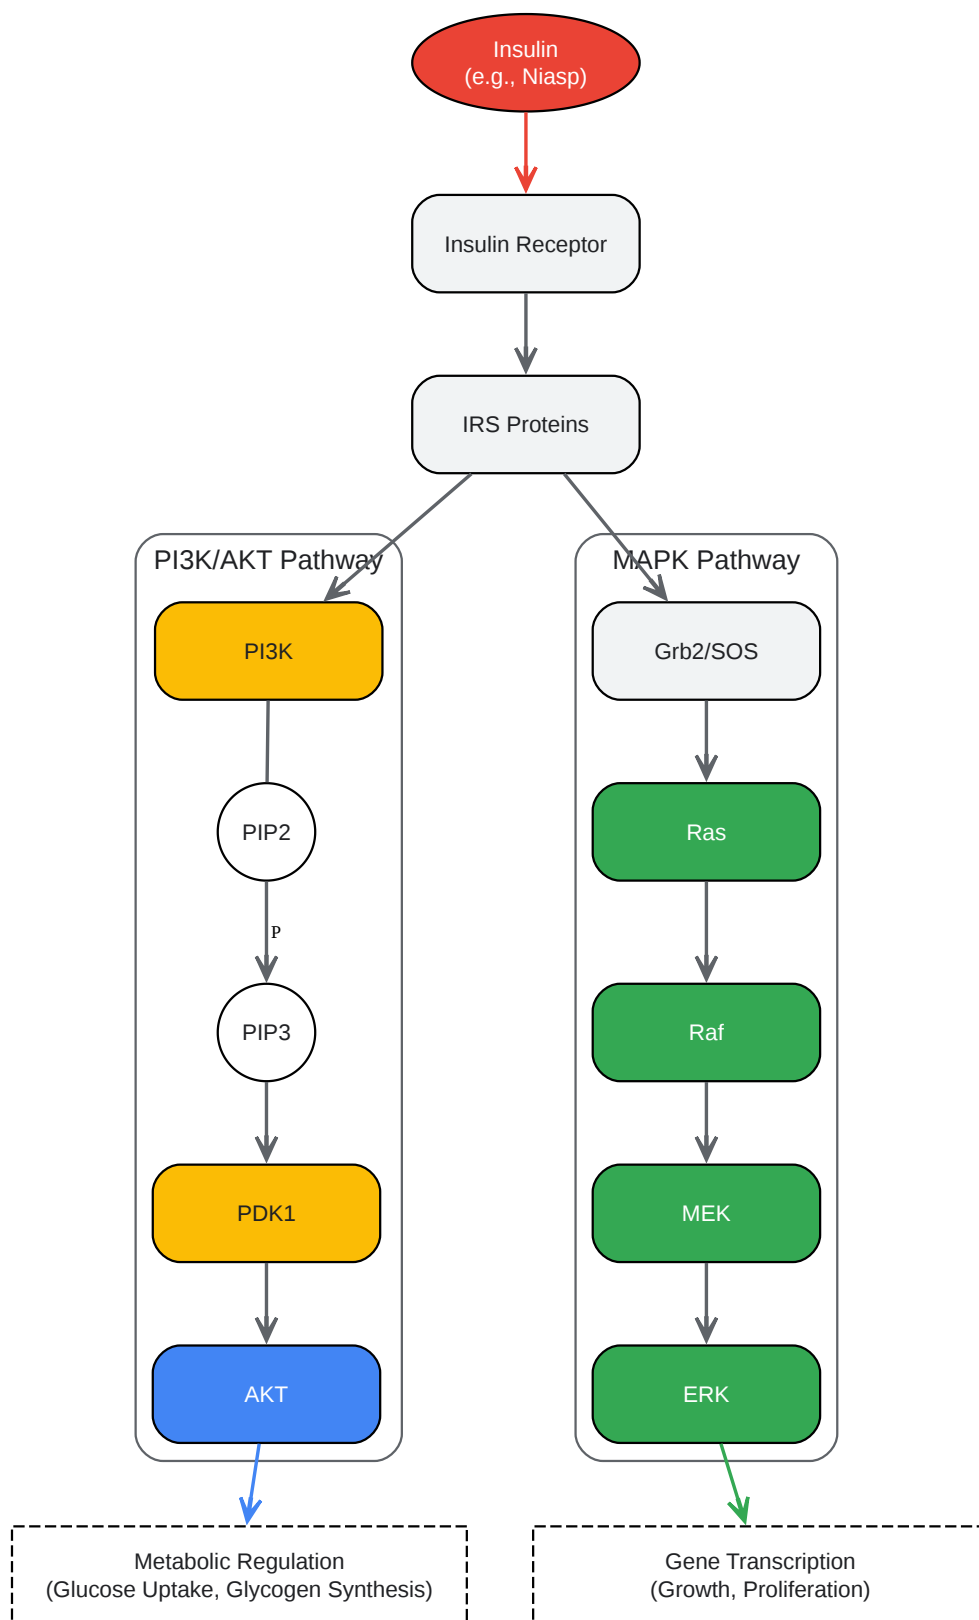 Insulin
(e.g., Niasp)
Insulin Receptor
IRS Proteins
PI3K/AKT Pathway
PI3K
PIP2
P
PIP3
PDK1
AKT
MAPK Pathway
Grb2/SOS
Ras
Raf
MEK
ERK
Metabolic Regulation
(Glucose Uptake, Glycogen Synthesis)
Gene Transcription
(Growth, Proliferation)